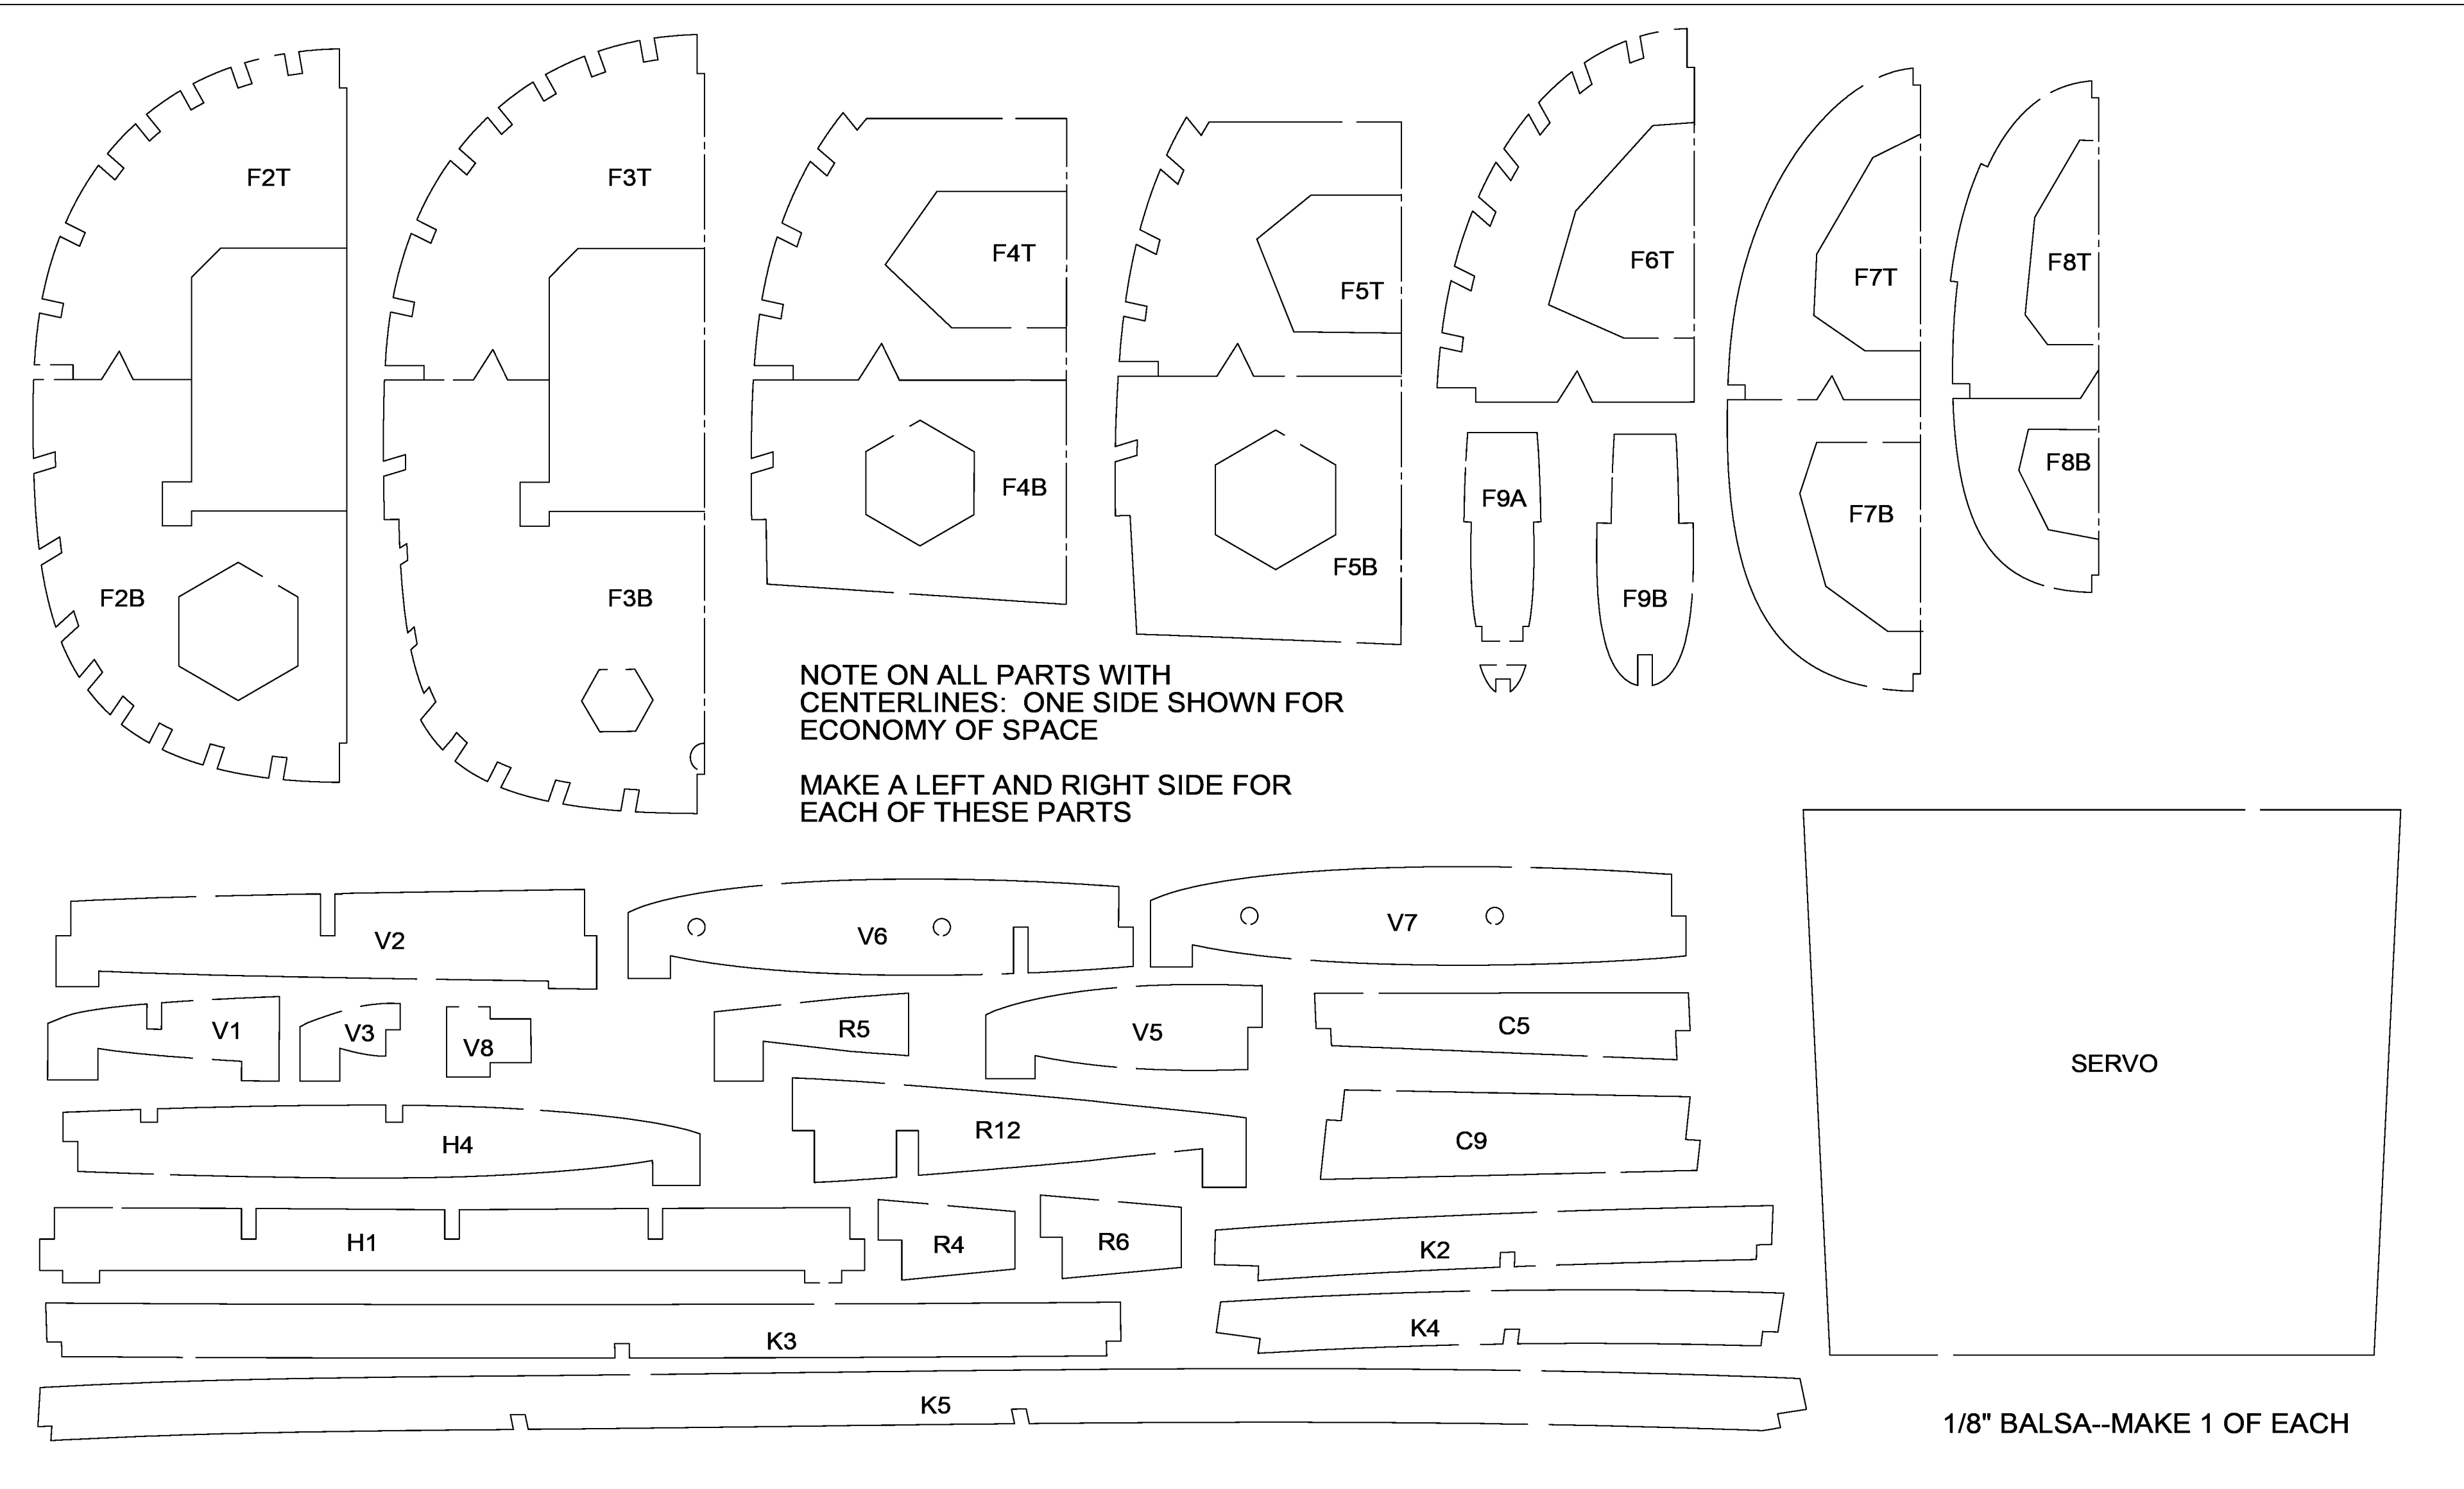 F2T
F3T
F4T
F5T
F6T
F7T
F8T
F2B
F3B
F4B
F5B
F9A
F9B
F7B
F8B
NOTE ON ALL PARTS WITH
CENTERLINES: ONE SIDE SHOWN FOR
ECONOMY OF SPACE
MAKE A LEFT AND RIGHT SIDE FOR
EACH OF THESE PARTS
V2
V6
V7
V1
V3
V8
R5
V5
C5
SERVO
H4
R12
C9
H1
R4
R6
K2
K3
K4
K5
1/8" BALSA--MAKE 1 OF EACH